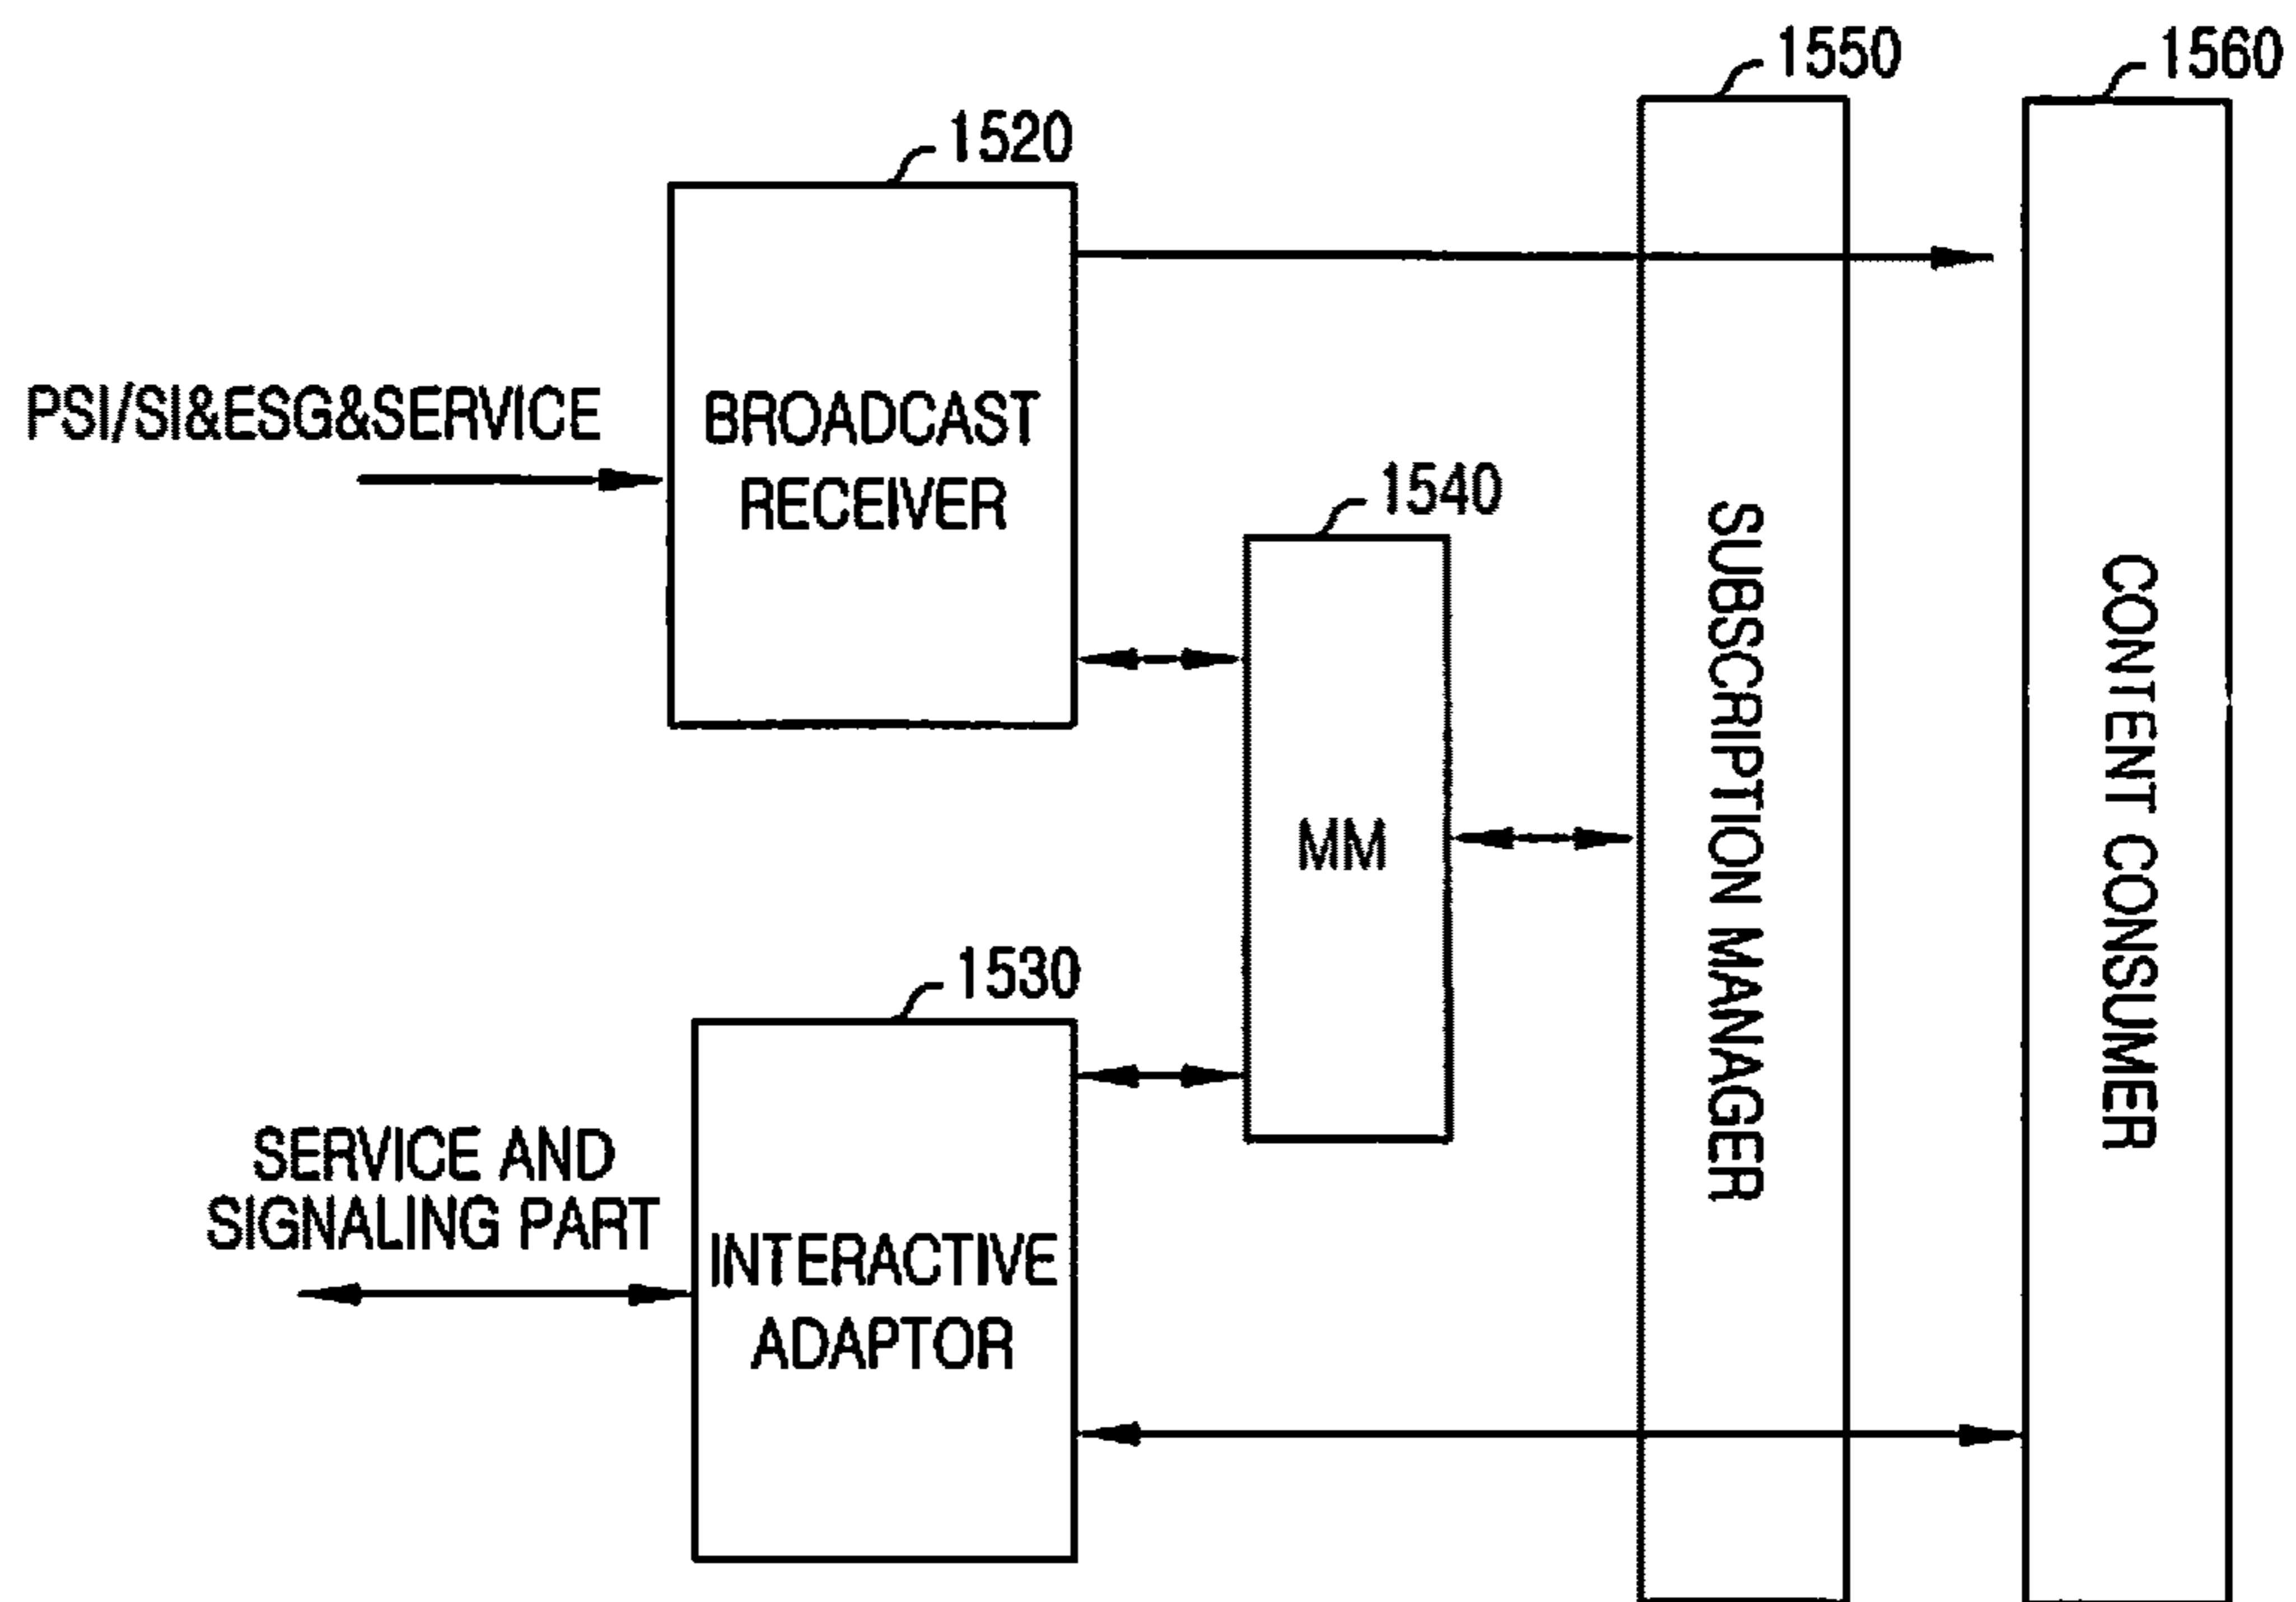 1550
1560
1520
PSI/SI&ESG&SERVICE
BROADCAST
RECEIVER
1540
MM
SUBSCRIPTION MANAGER
CONTENT CONSUMER
1530
SERVICE AND
SIGNALING PART
INTERACTIVE
ADAPTOR